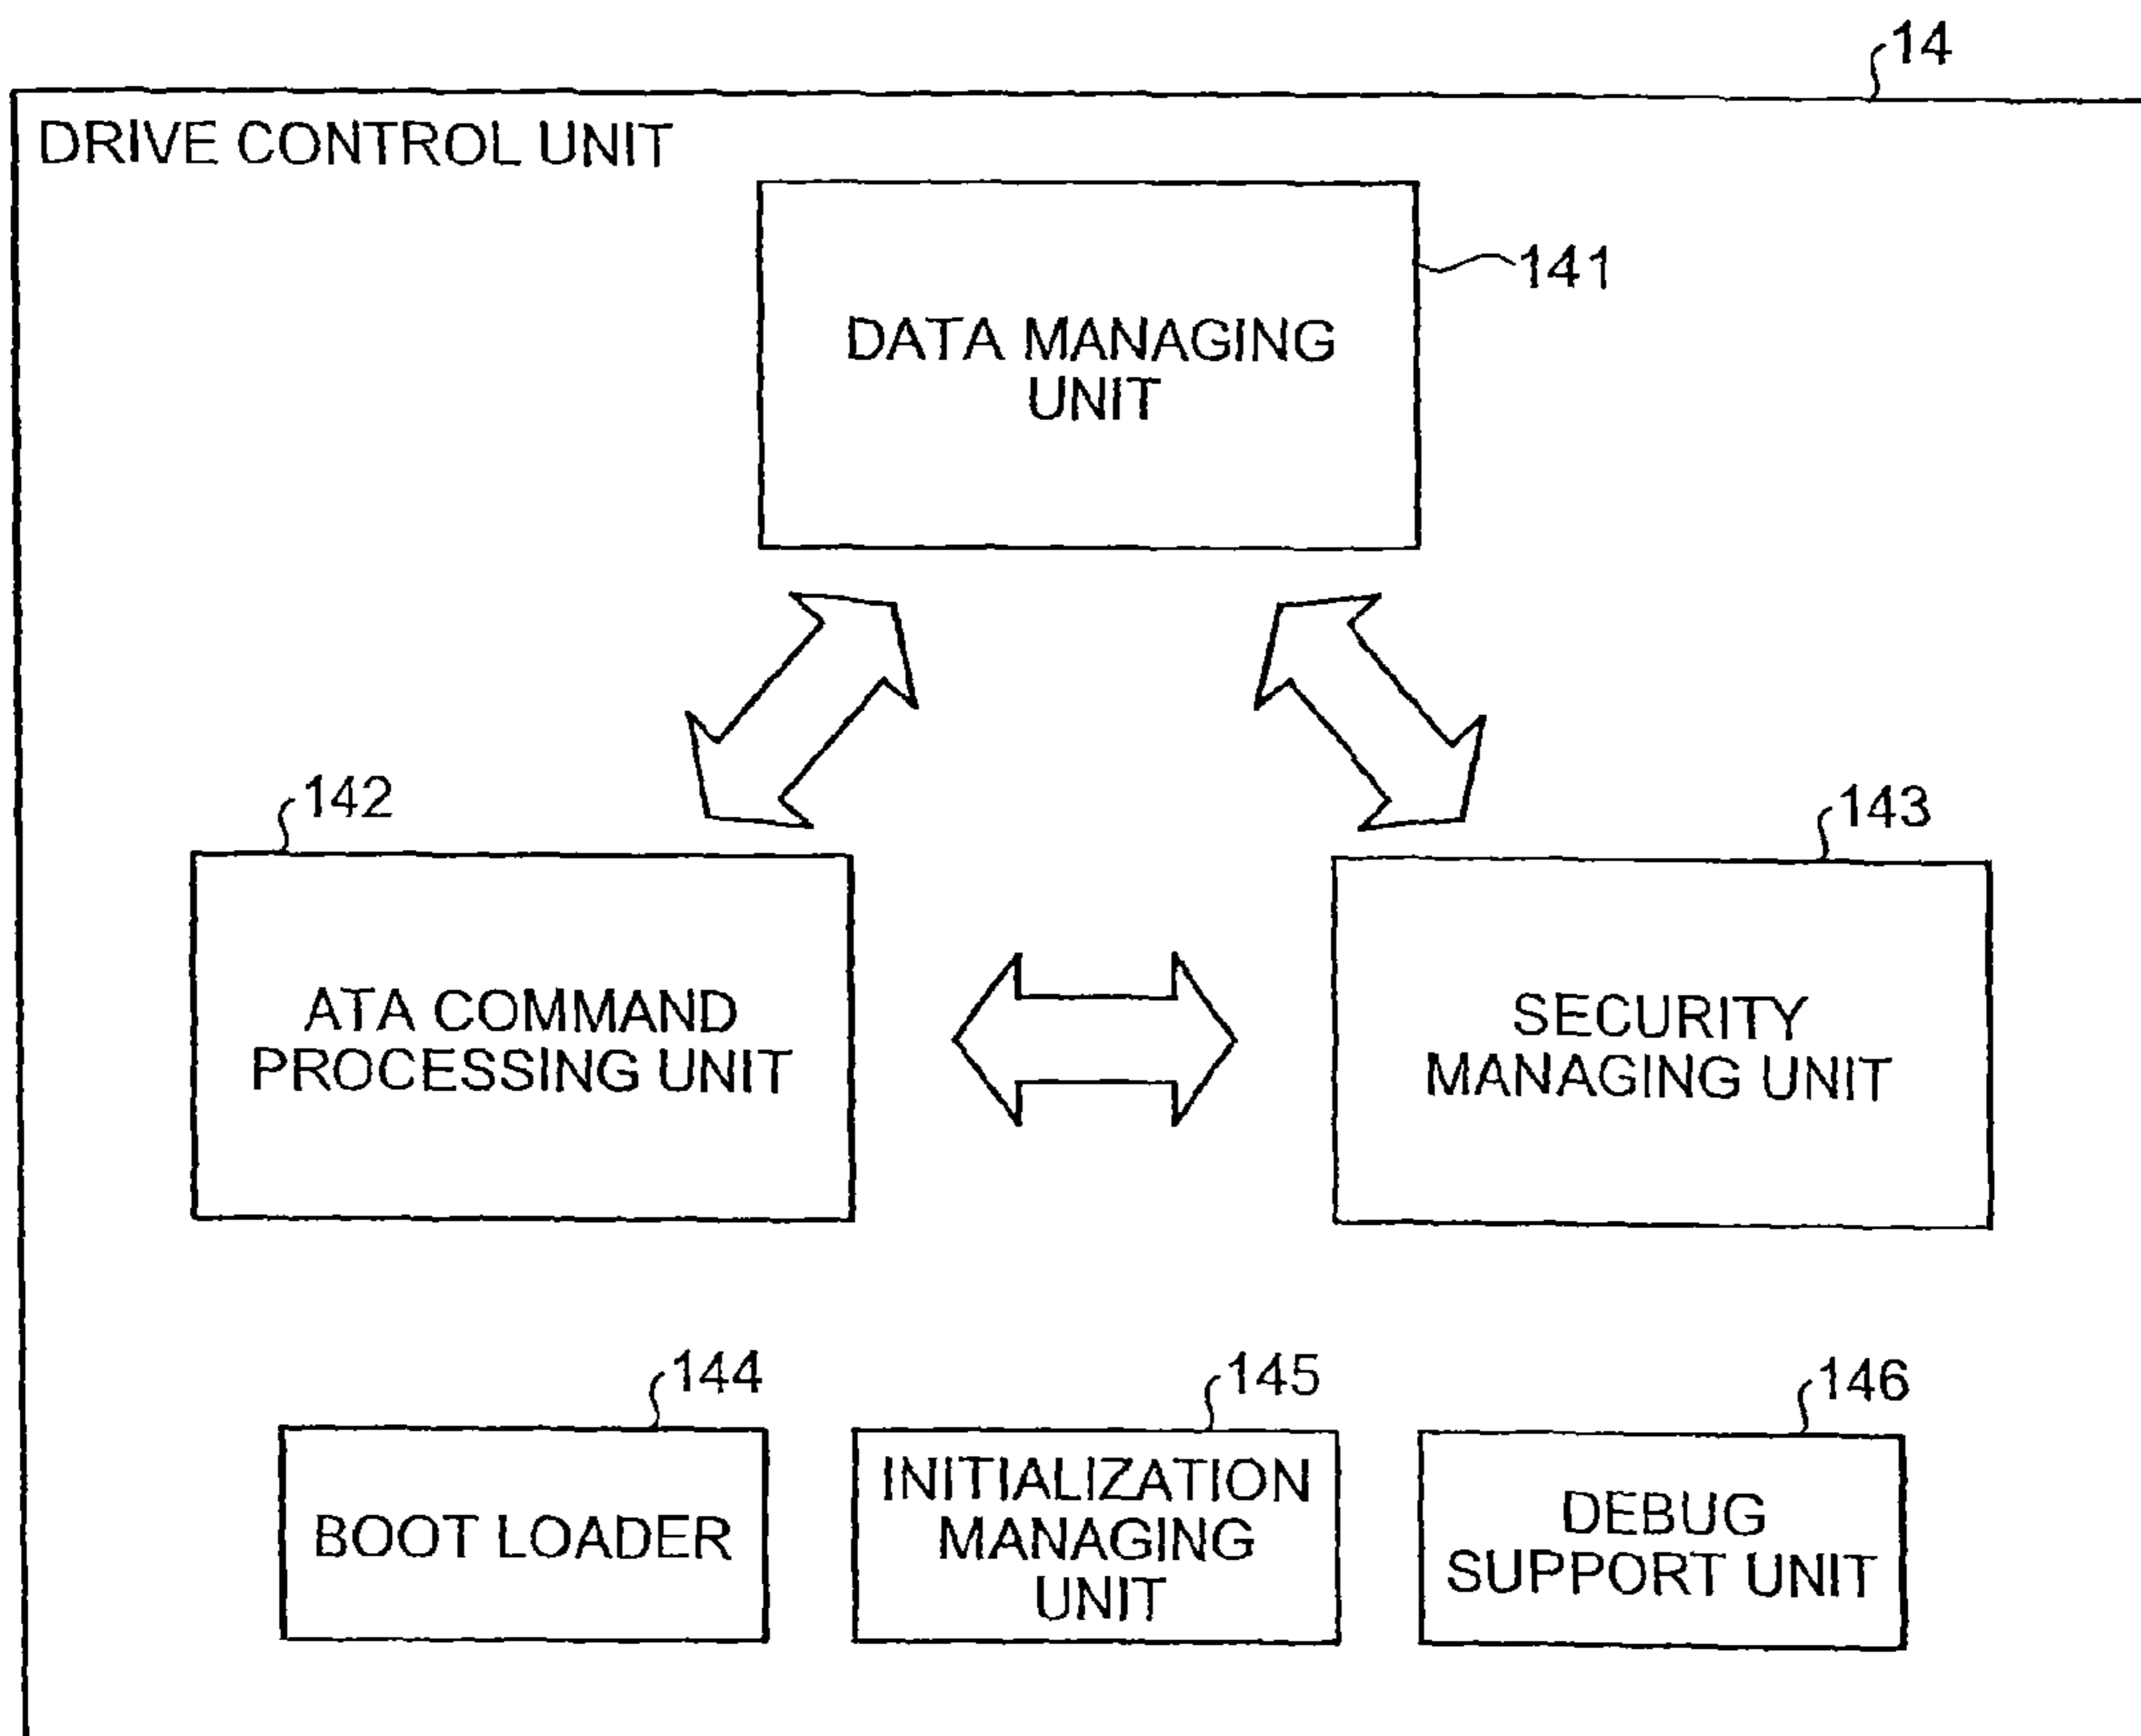 14
DRIVE CONTROL UNIT
141
DATA MANAGING
UNIT
142
143
ATA COMMAND
PROCESSING UNIT
SECURITY
MANAGING UNIT
144
145
146
BOOT LOADER
INITIALIZATION
MANAGING
UNIT
DEBUG
SUPPORT UNIT